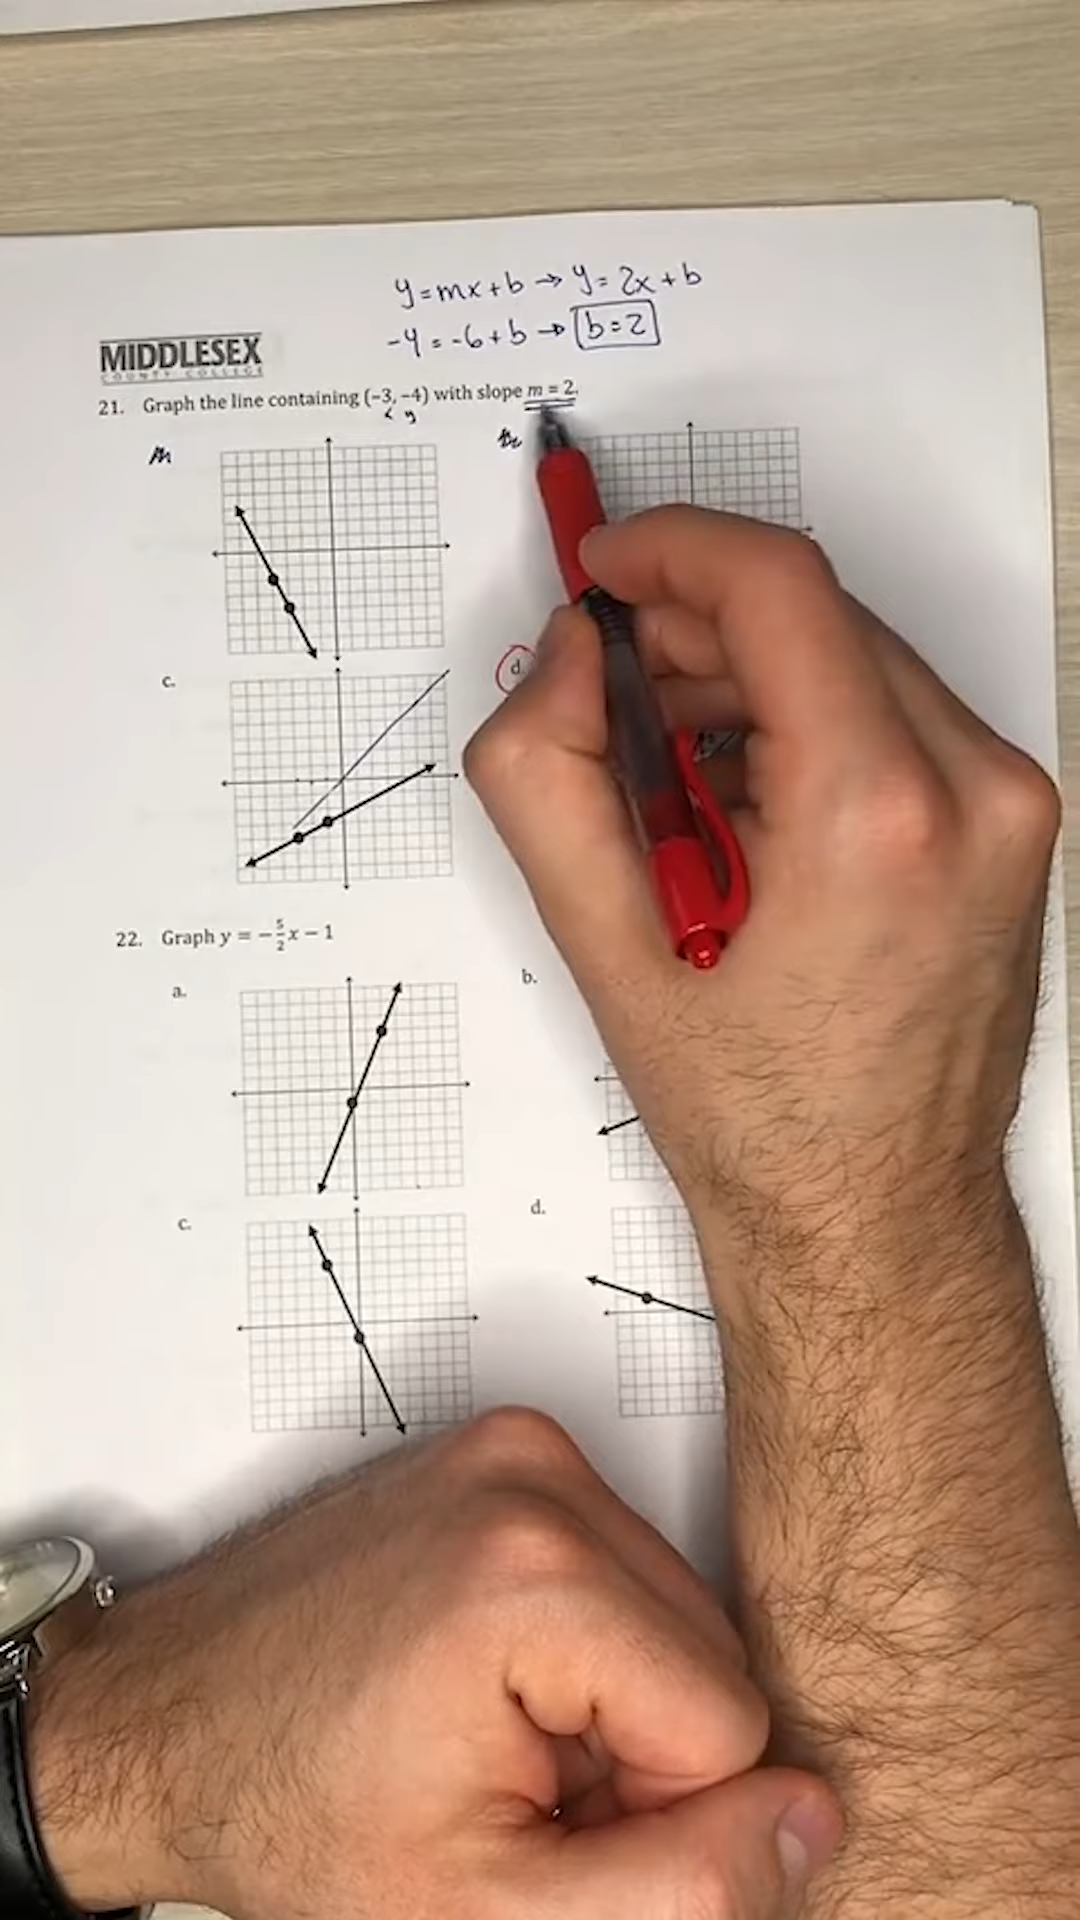 y=mx+b → y=2x+b
-4=-6+b → b=2
MIDDLESEX
COUNTY COLLEGE
21. Graph the line containing (−3, −4) with slope m = 2.
x y
c.
d.
22. Graph y = −5/2x − 1
a.
b.
c.
d.